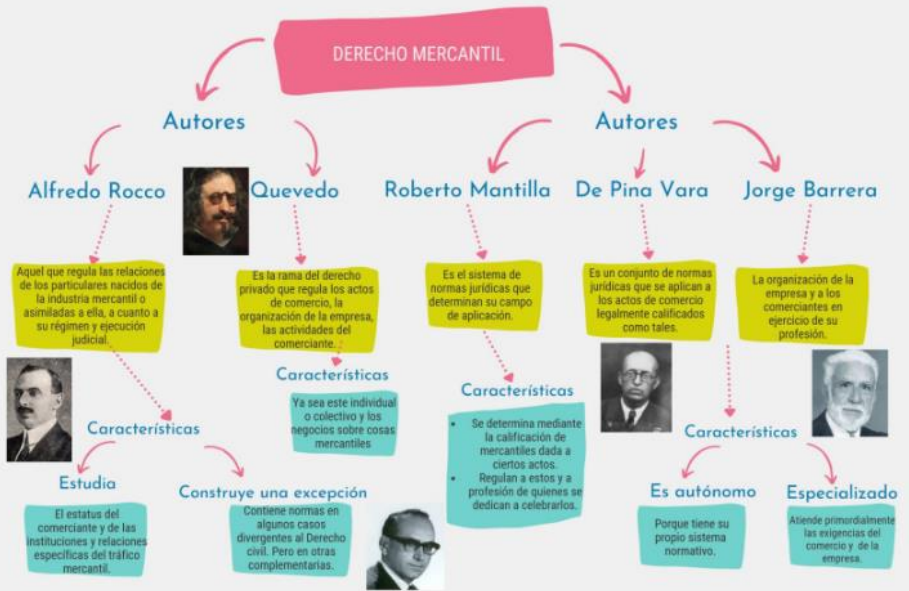 DERECHO MERCANTIL
Autores
Autores
Alfredo Rocco
Quevedo
Roberto Mantilla
De Pina Vara
Jorge Barrera
Aquel que regula las relaciones
de los particulares nacidos de
la industria mercantil o
asimiladas a ella, a cuanto a
su régimen y ejecución
judicial.
Es la rama del derecho
privado que regula los actos
de comercio, la
organización de la empresa,
las actividades del
comerciante. .
Es el sistema de
normas jurídicas que
determinan su campo
de aplicación.
Es un conjunto de normas
jurídicas que se aplican a
los actos de comercio
legalmente calificados
como tales.
La organización de la
empresa y a los
comerciantes en
ejercicio de su
profesión.
Características
Ya sea este individual
o colectivo y los
negocios sobre cosas
mercantiles
Características
• Se determina mediante
la calificación de
mercantiles dada a
ciertos actos.
• Regulan a estos y a
profesión de quienes se
dedican a celebrarlos.
Características
Estudia
El estatus del
comerciante y de las
instituciones y relaciones
específicas del tráfico
mercantil.
Construye una excepción
Contiene normas en
algunos casos
divergentes al Derecho
civil. Pero en otras
complementarias.
Características
Es autónomo
Porque tiene su
propio sistema
normativo.
Especializado
Atiende primordialmente
las exigencias del
comercio y de la
empresa.